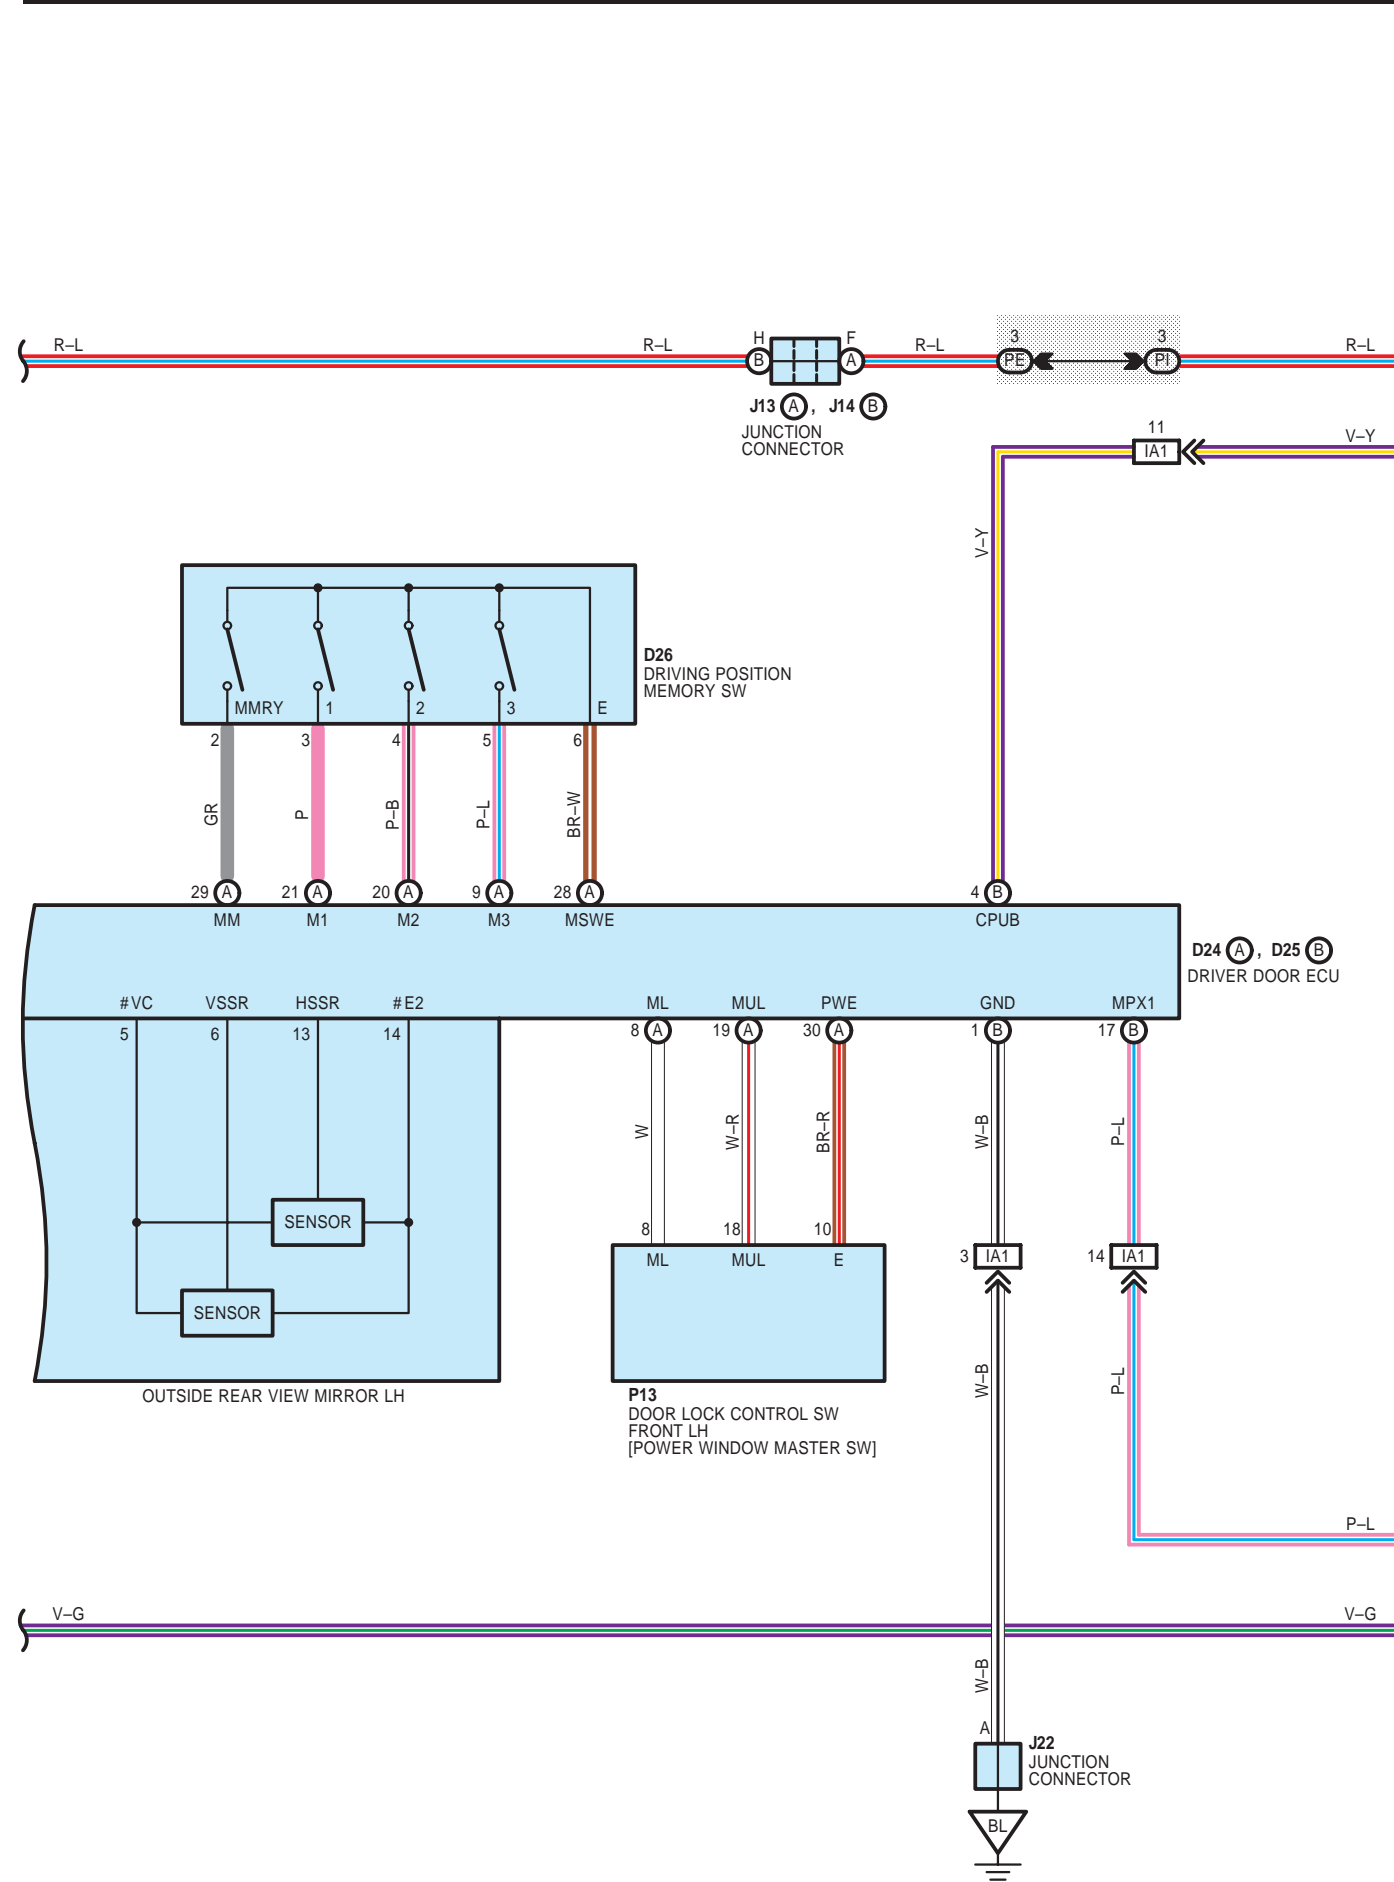 R–L R–L H F R–L 3 3 R–L
B A PE PI
J13 A , J14 B
JUNCTION
CONNECTOR
11 V–Y
IA1
V–Y
D26
DRIVING POSITION
MEMORY SW
MMRY 1 2 3 E
2 3 4 5 6
GR P P–B P–L BR–W
29 A 21 A 20 A 9 A 28 A 4 B
MM M1 M2 M3 MSWE CPUB
D24 A , D25 B
DRIVER DOOR ECU
#VC VSSR HSSR #E2 ML MUL PWE GND MPX1
5 6 13 14 8 A 19 A 30 A 1 B 17 B
W W–R BR–R W–B P–L
SENSOR
8 18 10
ML MUL E
3 IA1 14 IA1
SENSOR
W–B P–L
OUTSIDE REAR VIEW MIRROR LH
P13
DOOR LOCK CONTROL SW
FRONT LH
[POWER WINDOW MASTER SW]
P–L
V–G V–G
W–B
A
J22
JUNCTION
CONNECTOR
BL